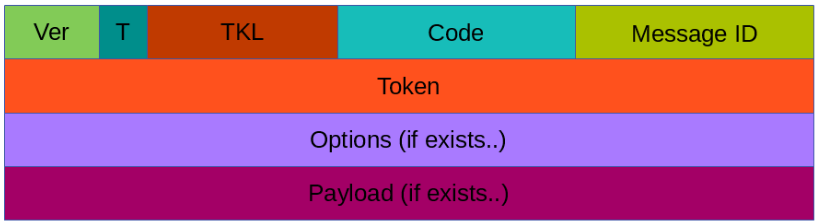 Ver T TKL Code Message ID
Token
Options (if exists..)
Payload (if exists..)